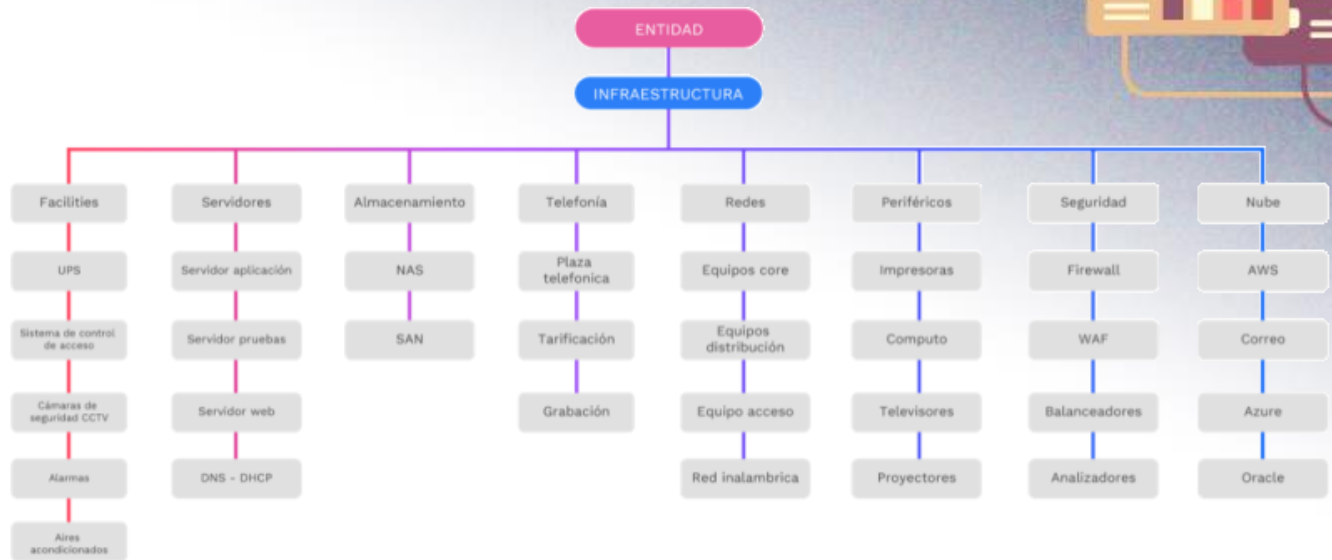 ENTIDAD
INFRAESTRUCTURA
Facilities
Servidores
Almacenamiento
Telefonía
Redes
Periféricos
Seguridad
Nube
UPS
Servidor aplicación
NAS
Plaza
telefonica
Equipos core
Impresoras
Firewall
AWS
Sistema de control
de acceso
Servidor pruebas
SAN
Tarificación
Equipos
distribución
Computo
WAF
Correo
Cámaras de
seguridad CCTV
Servidor web
Grabación
Equipo acceso
Televisores
Balanceadores
Azure
Alarmas
DNS - DHCP
Red inalambrica
Proyectores
Analizadores
Oracle
Aires
acondicionados